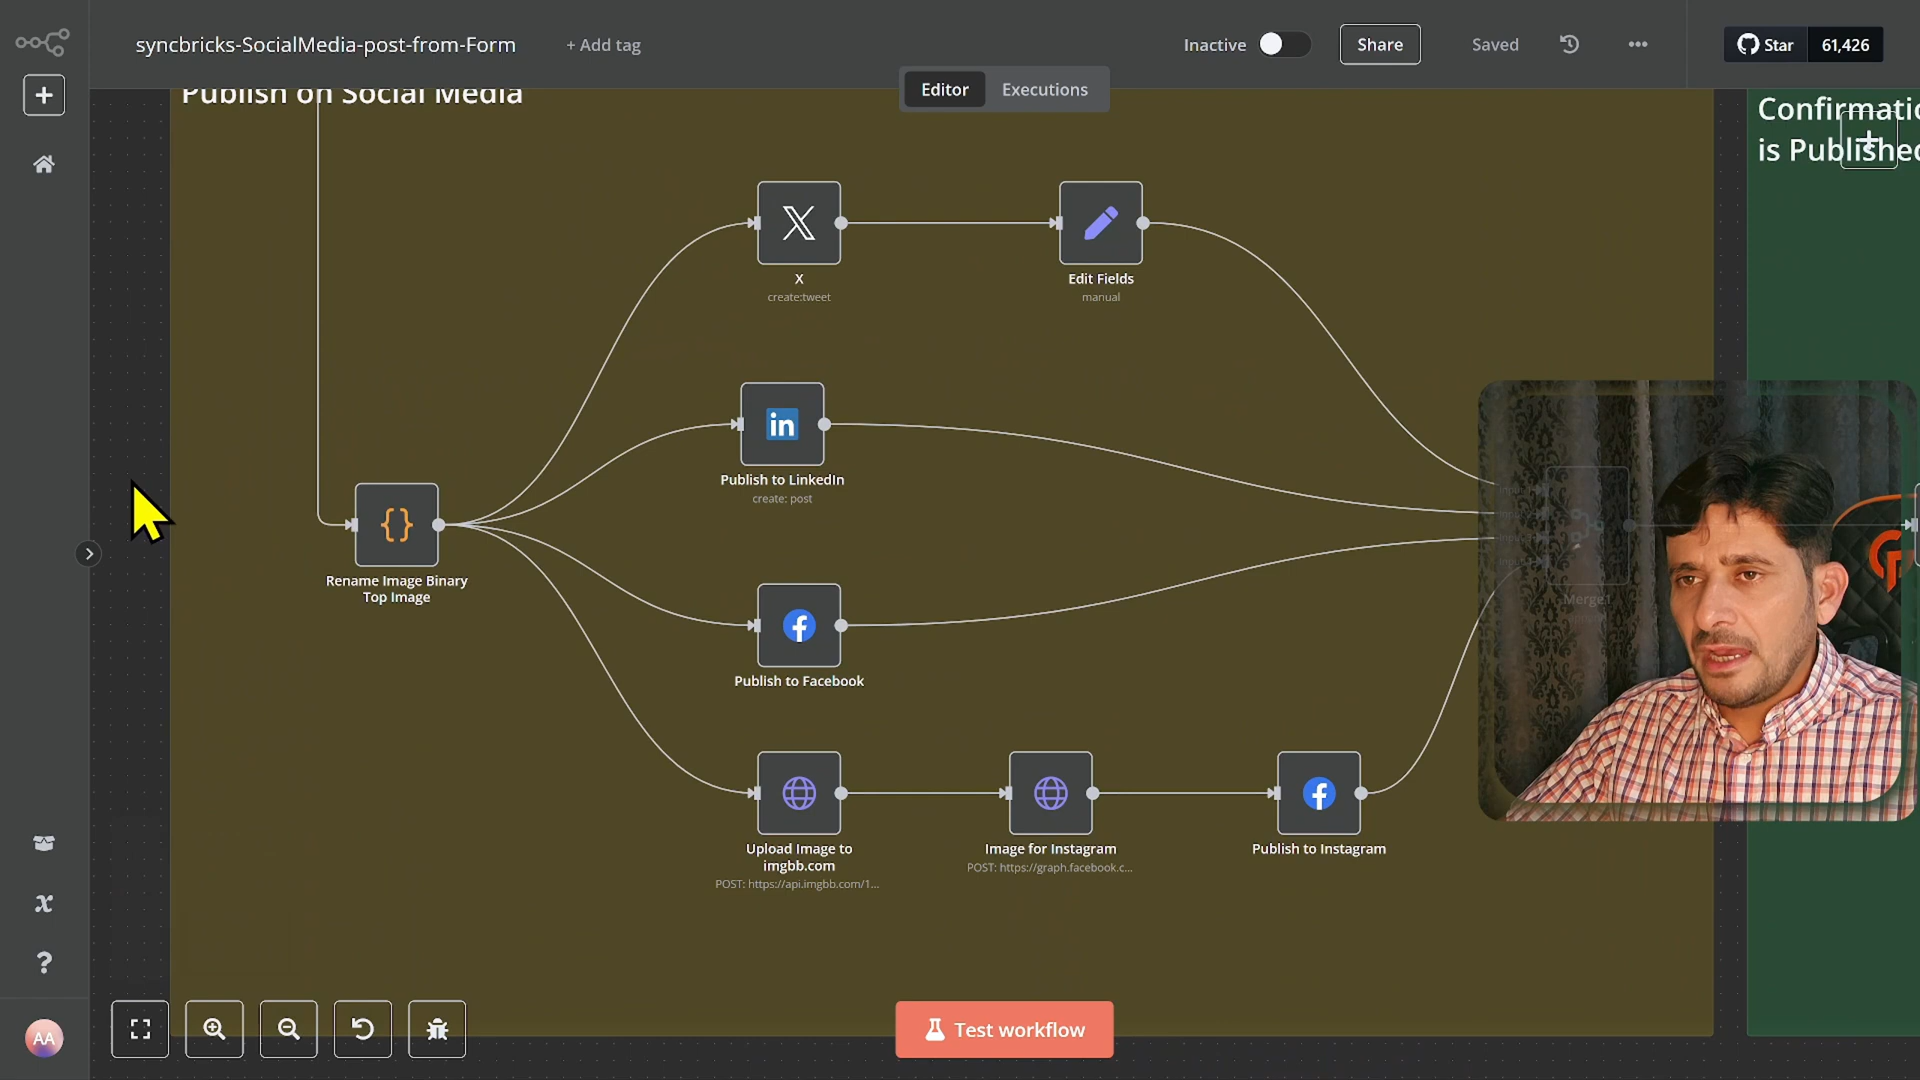 syncbricks-SocialMedia-post-from-Form
+ Add tag
Inactive
Share
Saved
Star
61,426
Editor
Executions
Publish on Social Media
Confirmatio
is Published
X
create:tweet
Edit Fields
manual
Publish to LinkedIn
create: post
Rename Image Binary
Top Image
Publish to Facebook
Merge1
Upload Image to
imgbb.com
POST: https://api.imgbb.com/1...
Image for Instagram
POST: https://graph.facebook.c...
Publish to Instagram
AA
Test workflow